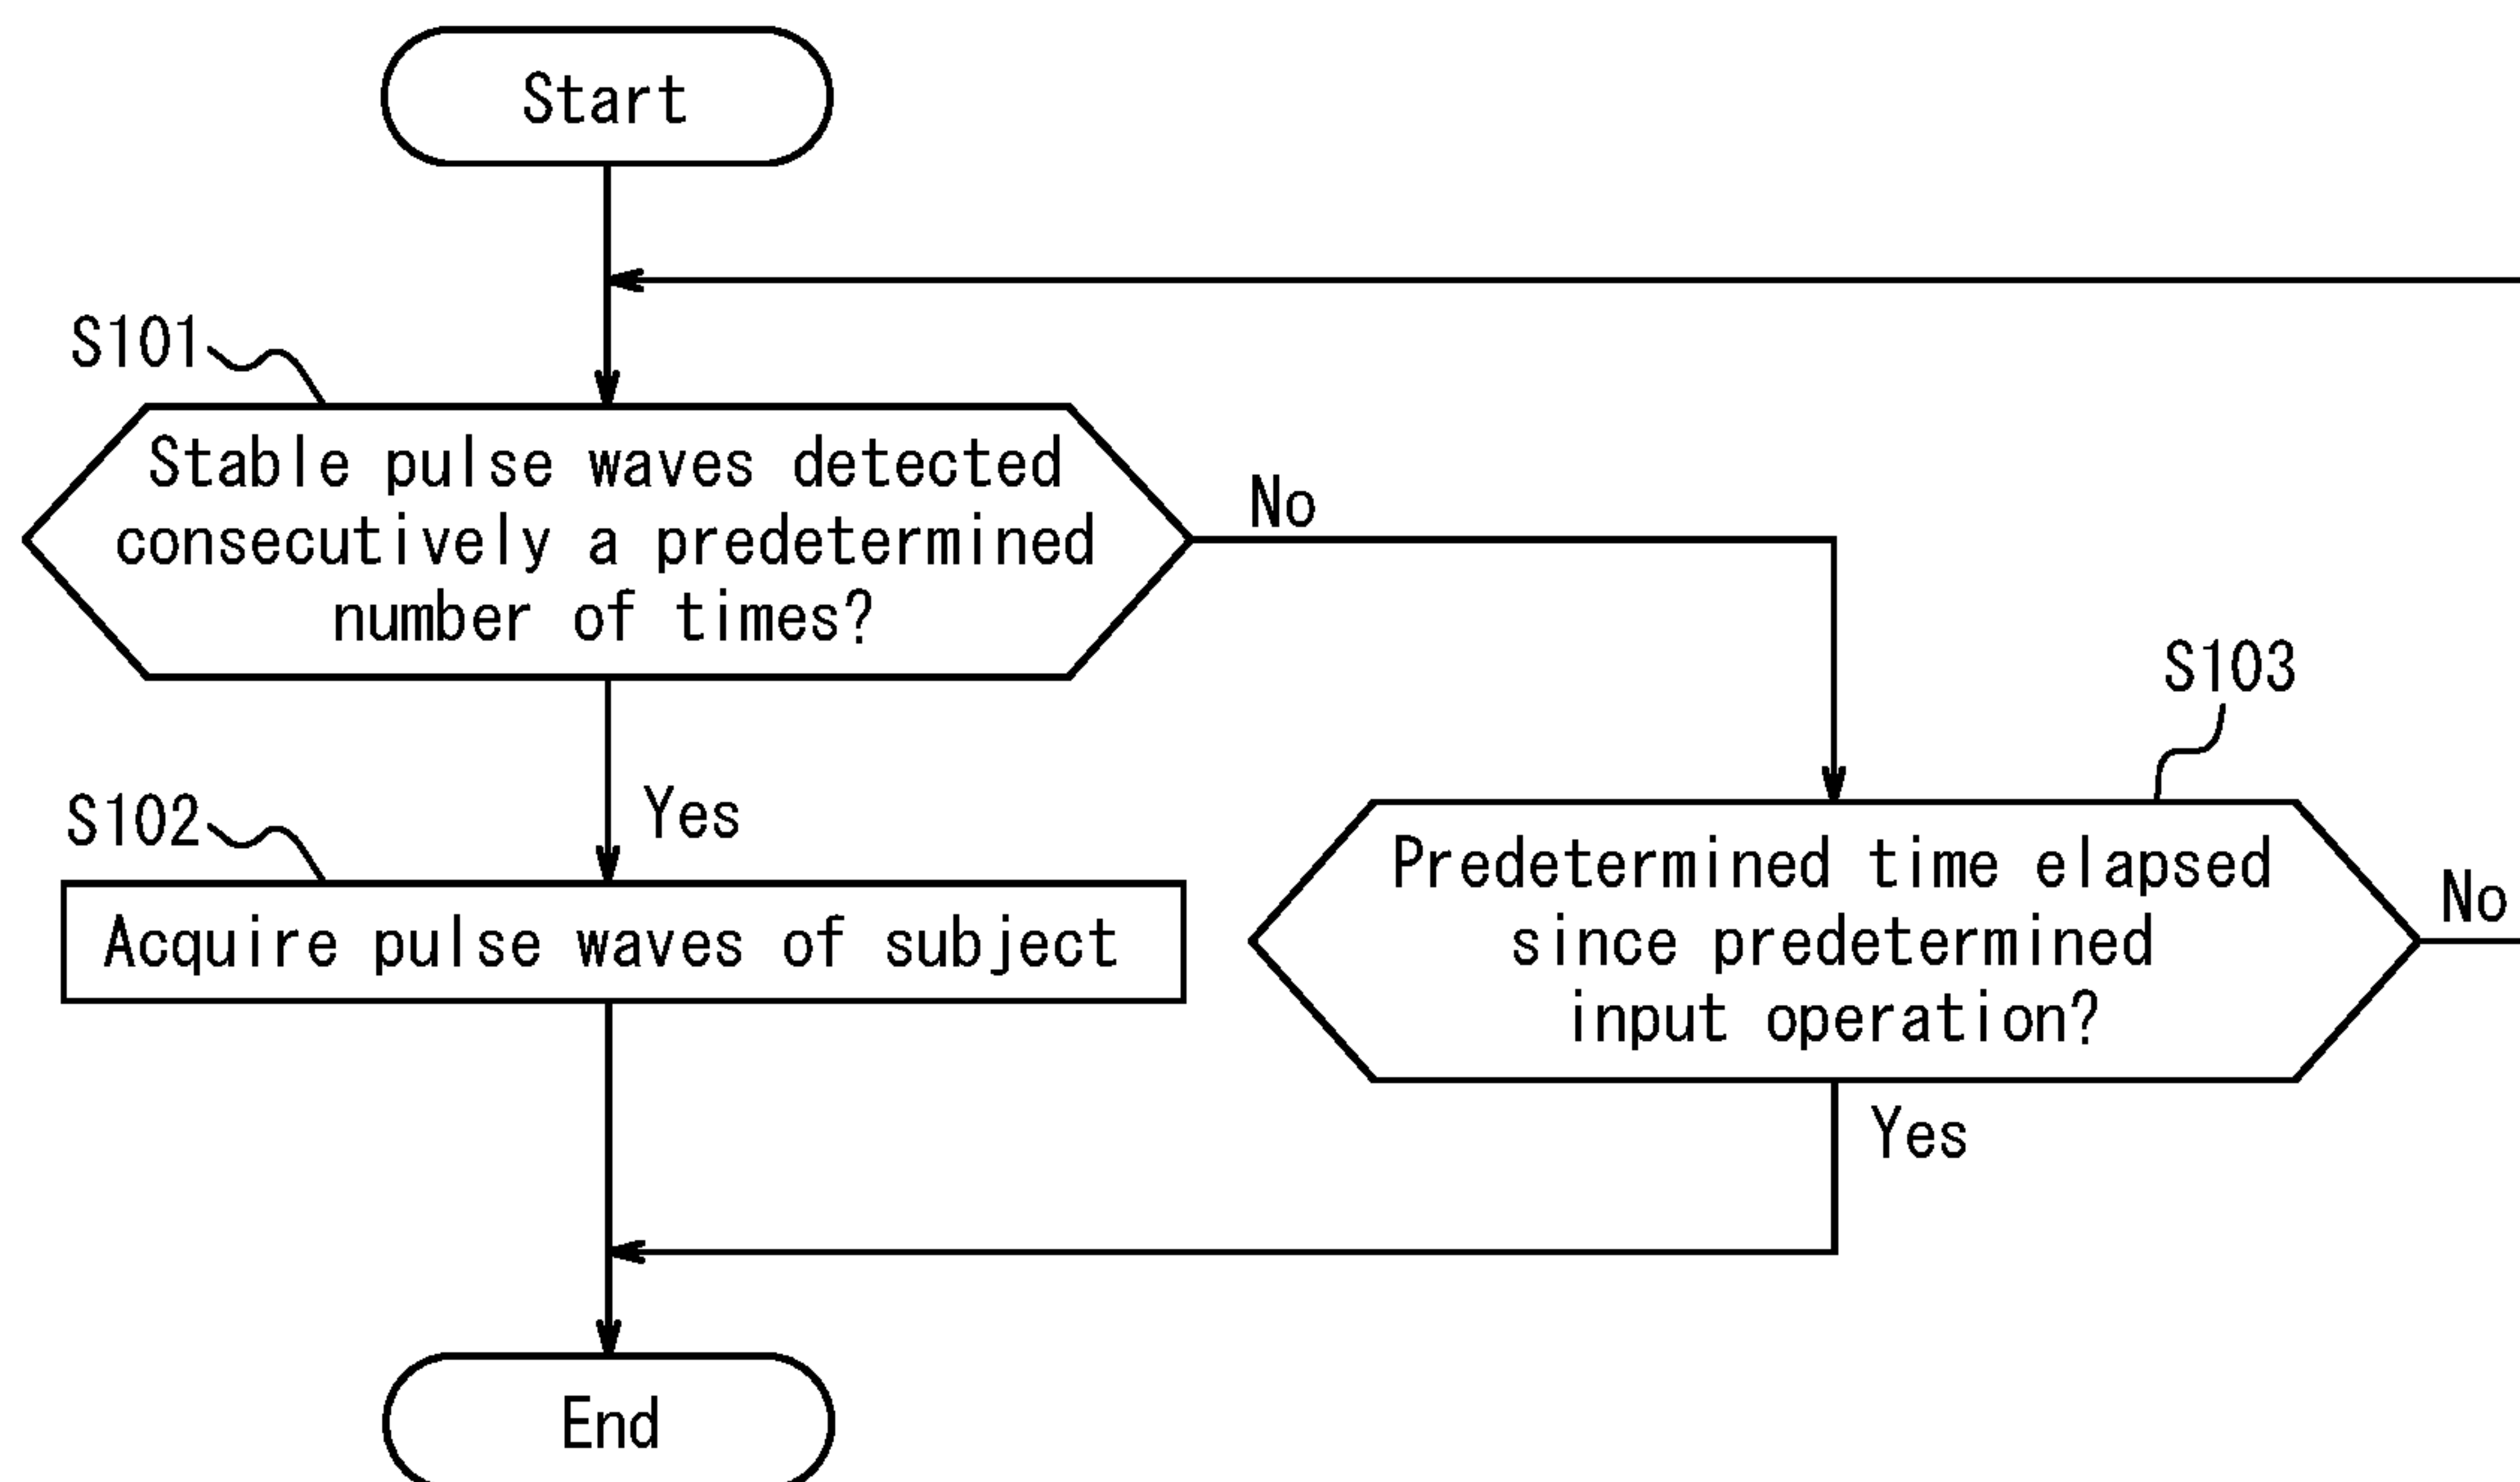 Start
S101
Stable pulse waves detected
consecutively a predetermined
number of times?
No
S103
Yes
S102
Acquire pulse waves of subject
Predetermined time elapsed
since predetermined
input operation?
No
Yes
End